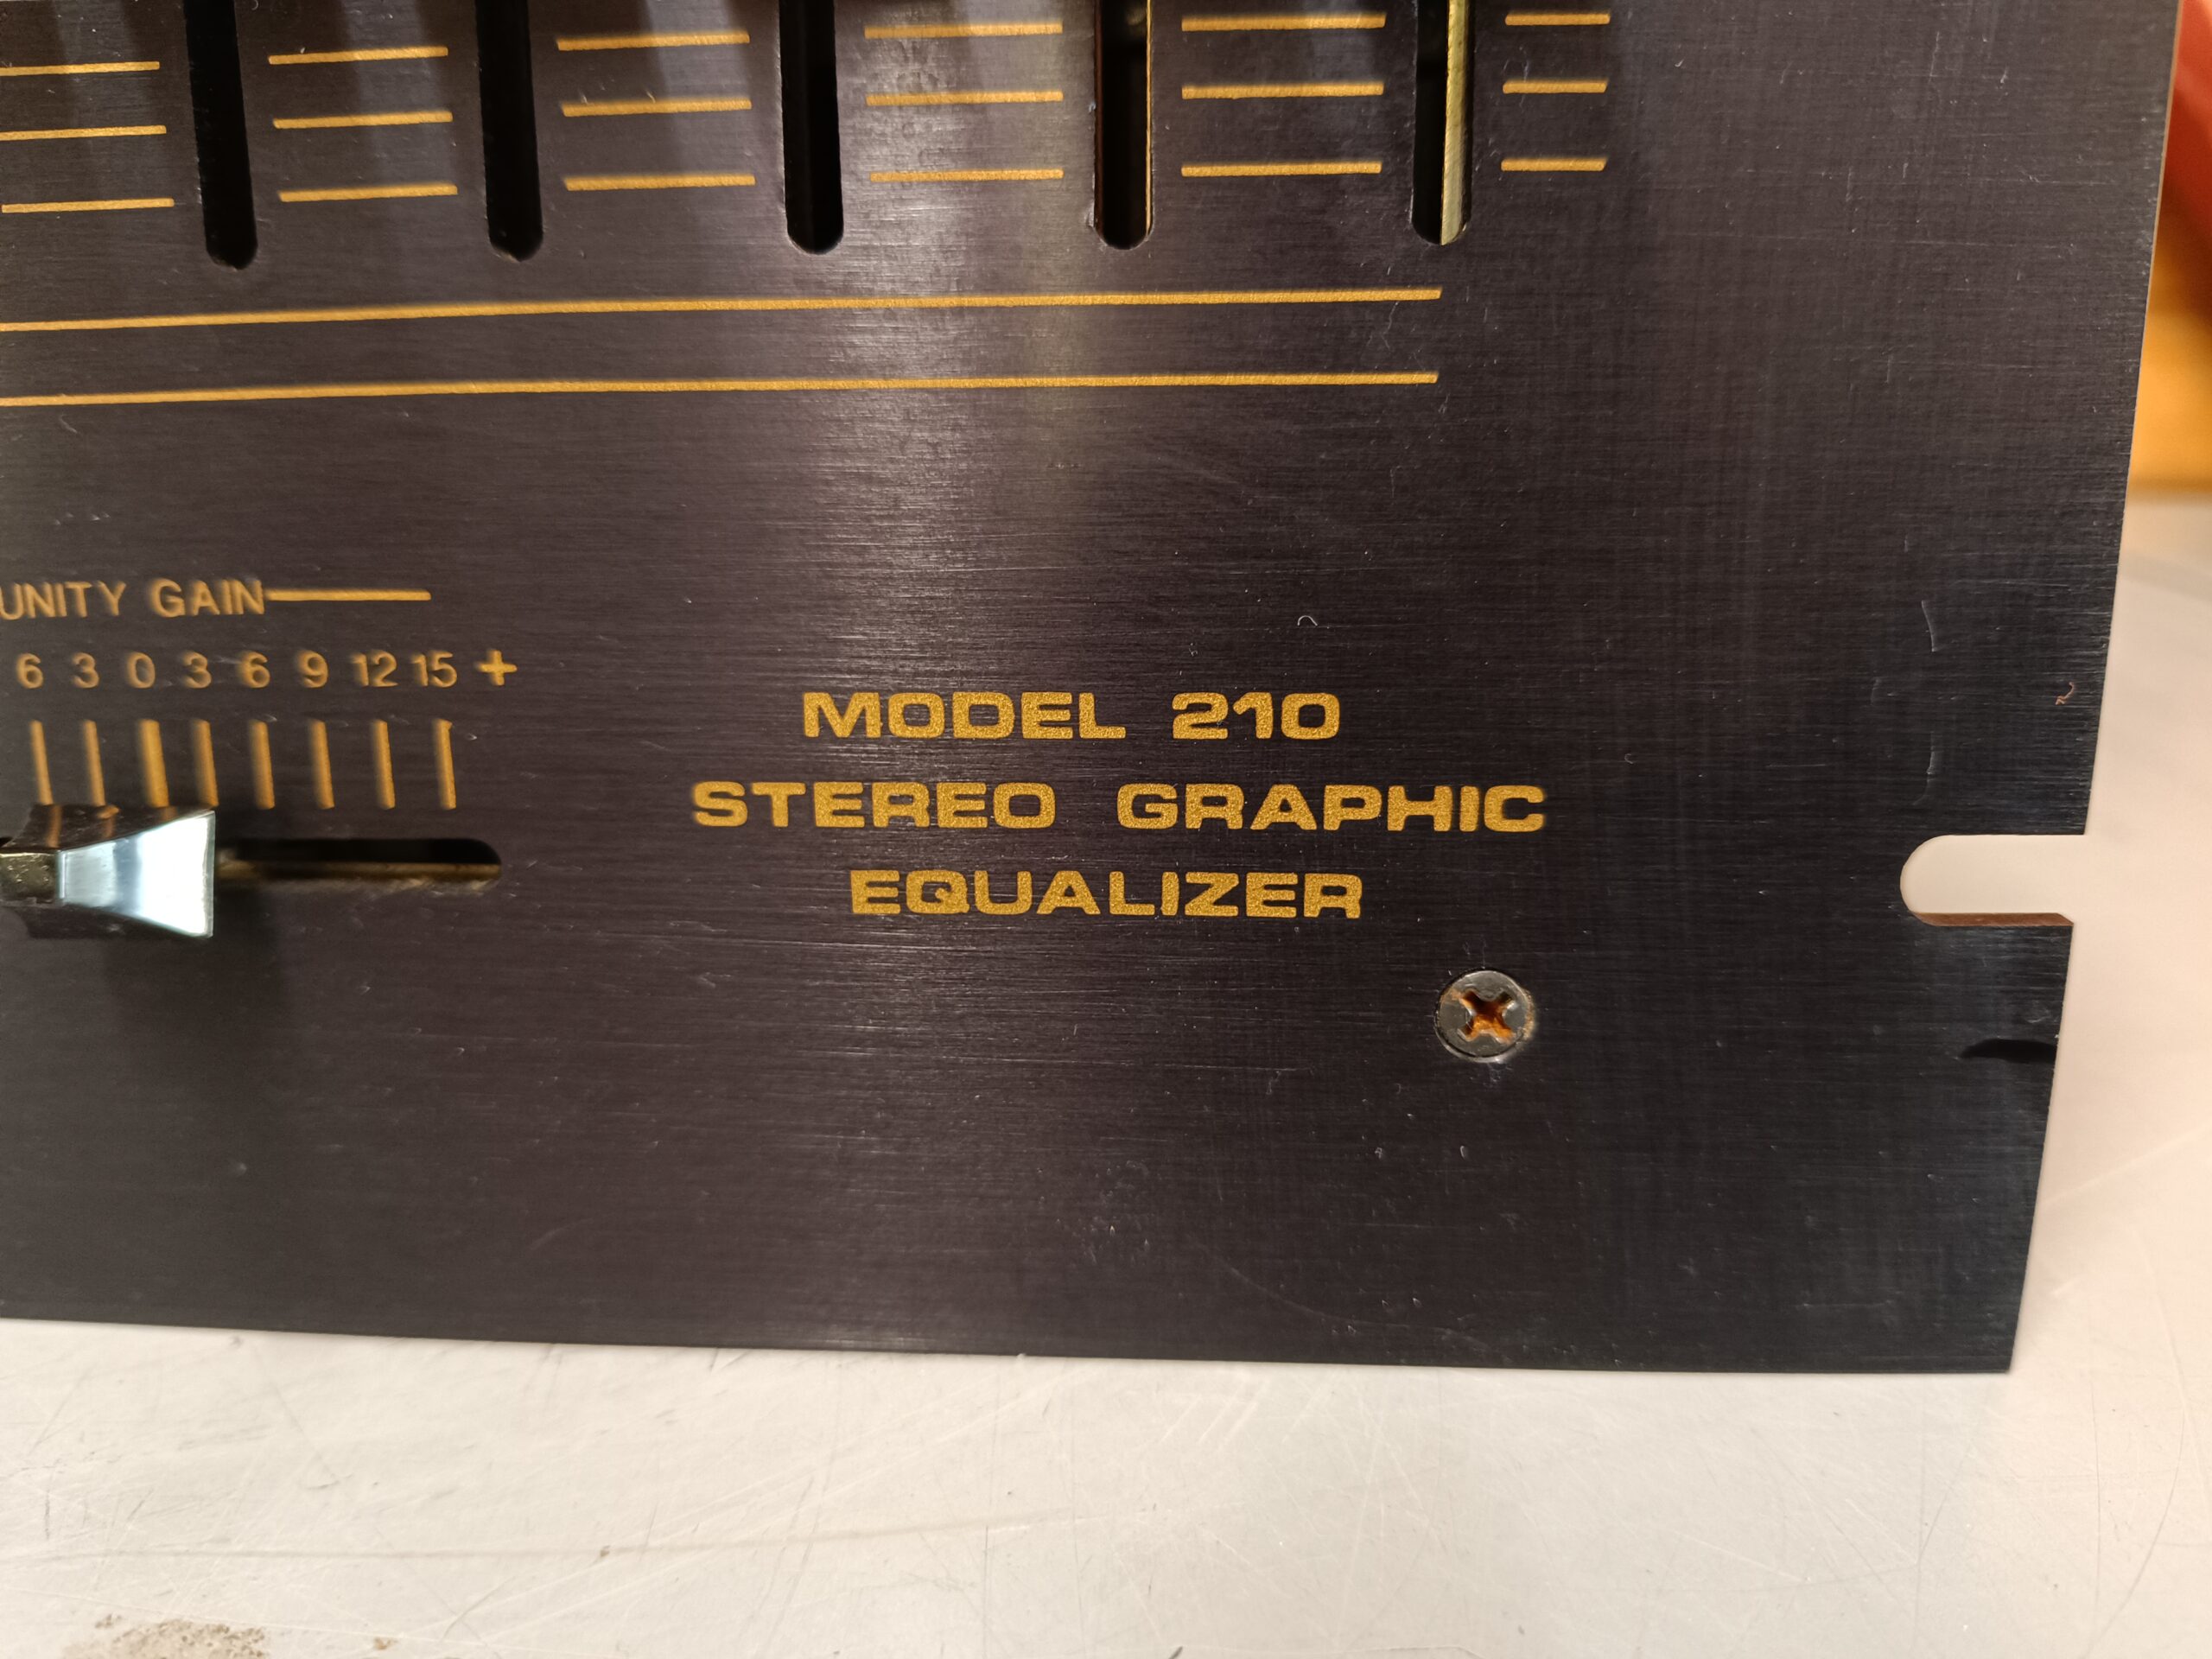 UNITY GAIN
6 3 0 3 6 9 12 15 +
MODEL 210
STEREO GRAPHIC
EQUALIZER